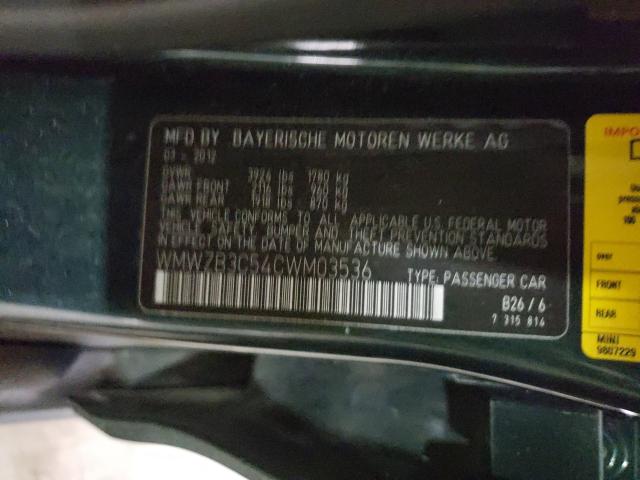 MFD BY BAYERISCHE MOTOREN WERKE AG
03 - 2012
GVWR 3924 lbs 1780 kg
GAWR FRONT 2116 lbs 960 kg
GAWR REAR 1918 lbs 870 kg
THE VEHICLE CONFORMS TO ALL APPLICABLE U.S. FEDERAL MOTOR
VEHICLE SAFETY, BUMPER AND THEFT PREVENTION STANDARDS
IN EFFECT ON THE DATE OF MANUFACTURE SHOWN ABOVE.
WMWZB3C54CWM03536 TYPE: PASSENGER CAR
B26 / 6
7 315 814
IMPO
over
FRONT
REAR
MINI
9807229